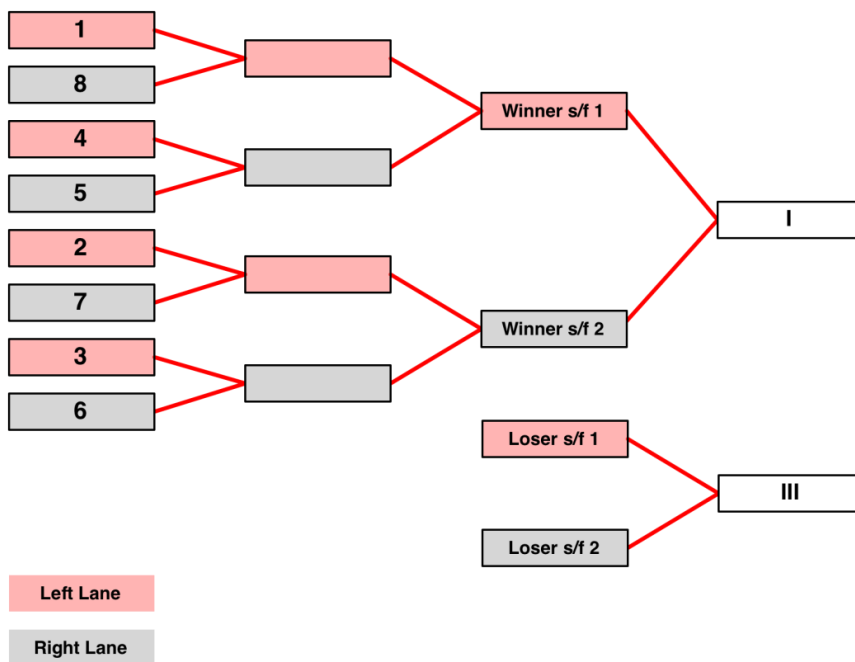 1
8
4
5
2
7
3
6
Winner s/f 1
Winner s/f 2
I
Loser s/f 1
Loser s/f 2
III
Left Lane
Right Lane